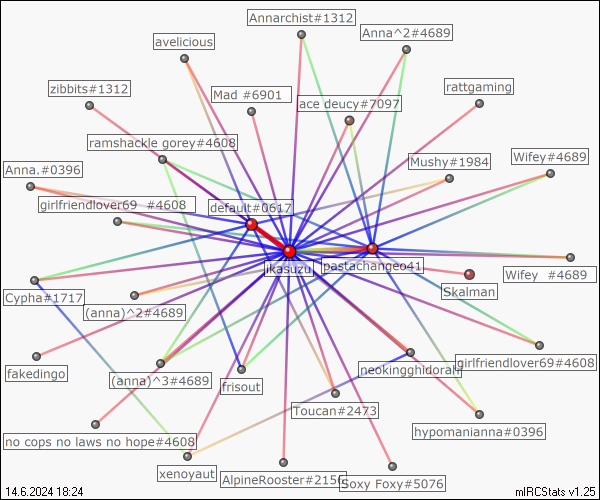 Annarchist#1312
Anna^2#4689
avelicious
rattgaming
zibbits#1312
Mad #6901
ace deucy#7097
ramshackle gorey#4608
Wifey#4689
Mushy#1984
Anna.#0396
girlfriendlover69 #4608
default#0617
ikasuzu
pastachangeo41
Wifey #4689
Skalman
Cypha#1717
(anna)^2#4689
fakedingo
(anna)^3#4689
frisout
neokingghidorah
girlfriendlover69#4608
Toucan#2473
hypomanianna#0396
no cops no laws no hope#4608
xenoyaut
AlpineRooster#2156
Soxy Foxy#5076
14.6.2024 18:24
mIRCStats v1.25